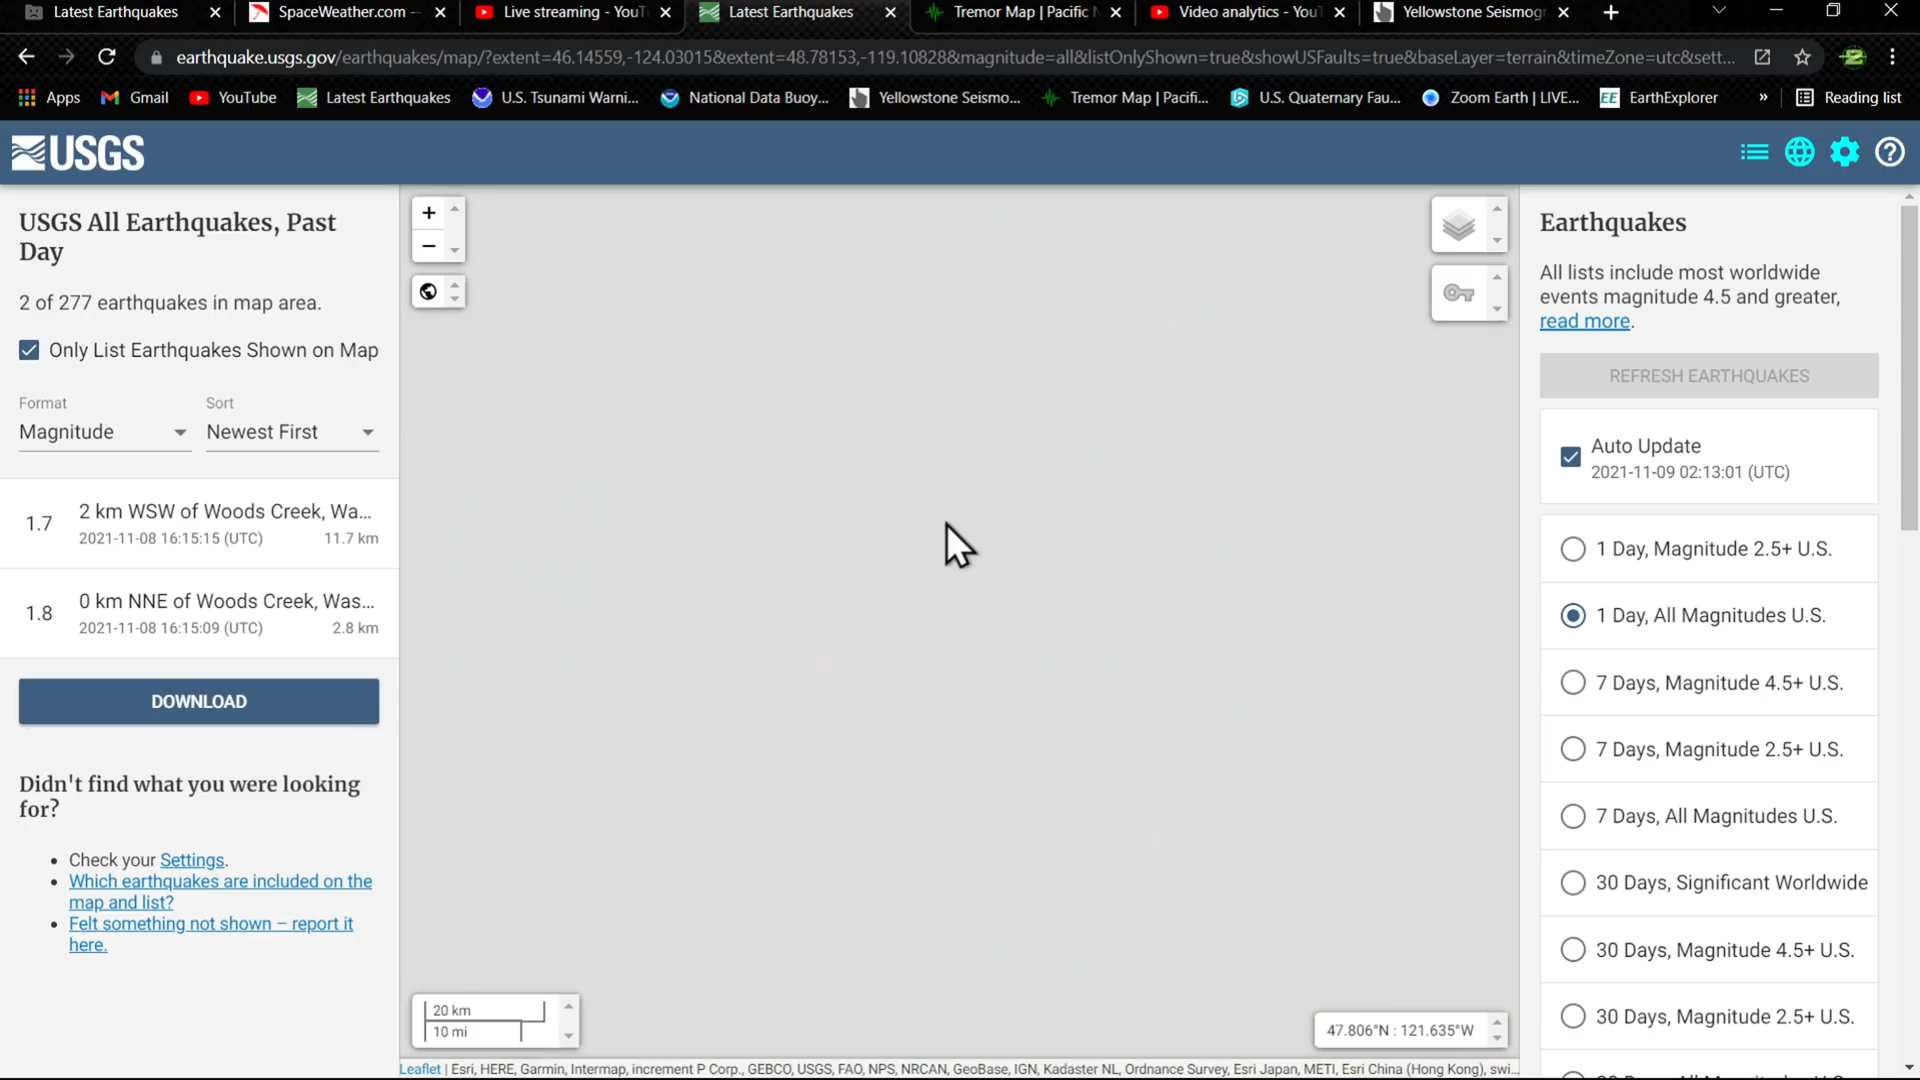 Latest Earthquakes
SpaceWeather.com --
Live streaming - YouT
Latest Earthquakes
Tremor Map | Pacific N
Video analytics - YouT
Yellowstone Seismog
earthquake.usgs.gov/earthquakes/map/?extent=46.14559,-124.03015&extent=48.78153,-119.10828&magnitude=all&listOnlyShown=true&showUSFaults=true&baseLayer=terrain&timeZone=utc&sett...
Apps
Gmail
YouTube
Latest Earthquakes
U.S. Tsunami Warni...
National Data Buoy...
Yellowstone Seismo...
Tremor Map | Pacifi...
U.S. Quaternary Fau...
Zoom Earth | LIVE...
EE EarthExplorer
»
Reading list
USGS
USGS All Earthquakes, Past
Day
2 of 277 earthquakes in map area.
Only List Earthquakes Shown on Map
Format Sort
Magnitude Newest First
1.7 2 km WSW of Woods Creek, Wa...
2021-11-08 16:15:15 (UTC) 11.7 km
1.8 0 km NNE of Woods Creek, Was...
2021-11-08 16:15:09 (UTC) 2.8 km
DOWNLOAD
Didn't find what you were looking
for?
• Check your Settings.
• Which earthquakes are included on the
map and list?
• Felt something not shown – report it
here.
+
−
20 km
10 mi
47.806°N : 121.635°W
Leaflet | Esri, HERE, Garmin, Intermap, increment P Corp., GEBCO, USGS, FAO, NPS, NRCAN, GeoBase, IGN, Kadaster NL, Ordnance Survey, Esri Japan, METI, Esri China (Hong Kong), swi...
Earthquakes
All lists include most worldwide
events magnitude 4.5 and greater,
read more.
REFRESH EARTHQUAKES
Auto Update
2021-11-09 02:13:01 (UTC)
1 Day, Magnitude 2.5+ U.S.
1 Day, All Magnitudes U.S.
7 Days, Magnitude 4.5+ U.S.
7 Days, Magnitude 2.5+ U.S.
7 Days, All Magnitudes U.S.
30 Days, Significant Worldwide
30 Days, Magnitude 4.5+ U.S.
30 Days, Magnitude 2.5+ U.S.